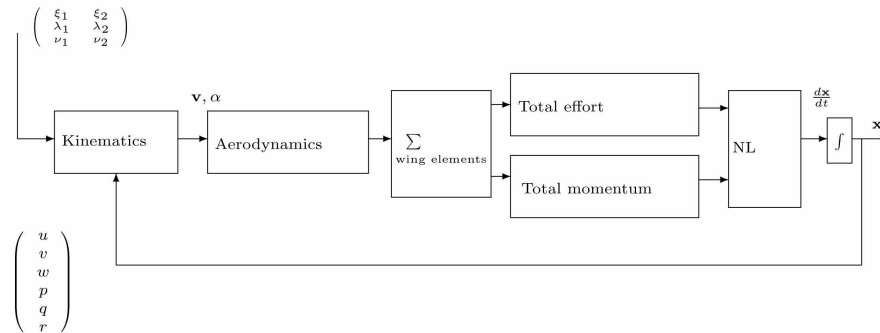 ( ξ₁ ξ₂
λ₁ λ₂
ν₁ ν₂ )
v, α
Kinematics
Aerodynamics
∑
wing elements
Total effort
Total momentum
NL
dx
dt
∫
x
( u
v
w
p
q
r )